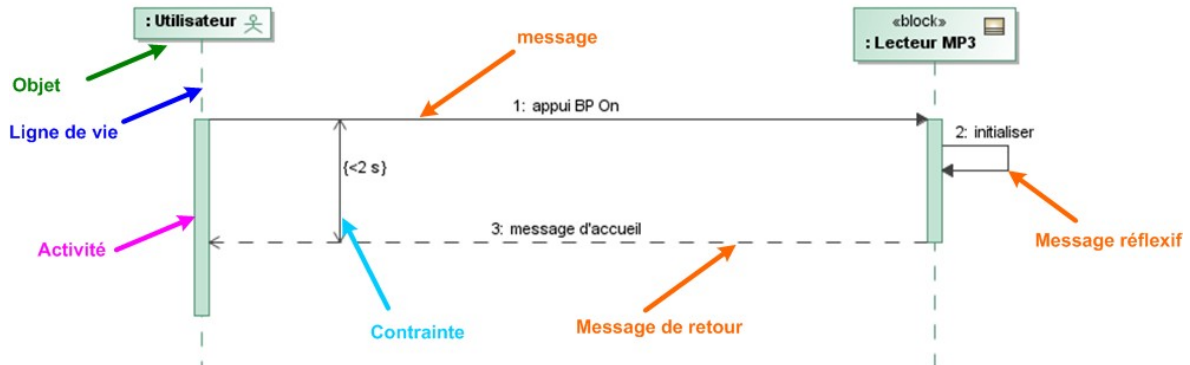 : Utilisateur
«block»
: Lecteur MP3
message
Objet
1: appui BP On
Ligne de vie
2: initialiser
{<2 s}
3: message d'accueil
Activité
Message réflexif
Contrainte
Message de retour